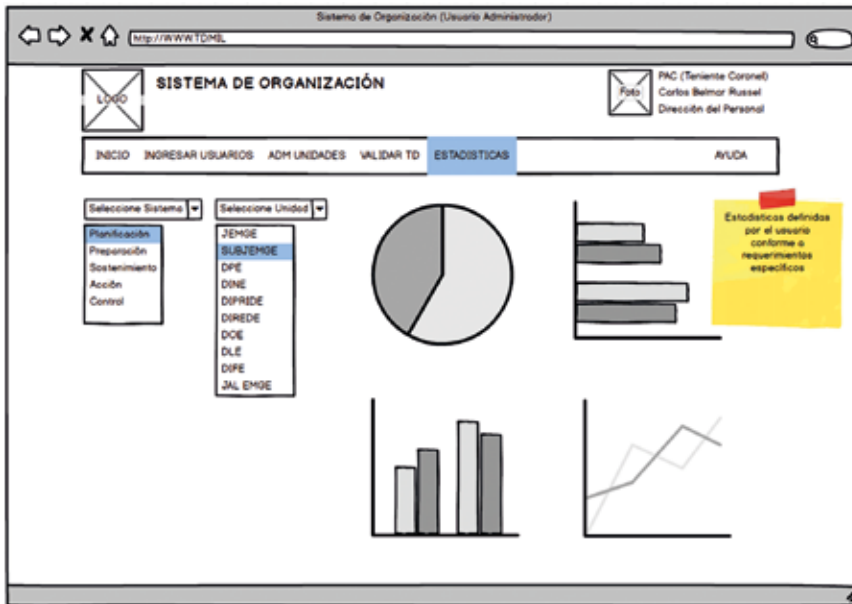 Sistema de Organización (Usuario Administrador)
http://WWW.TDMIL
LOGO
SISTEMA DE ORGANIZACIÓN
Foto
PAC (Teniente Coronel)
Carlos Belmar Russel
Dirección del Personal
INICIO INGRESAR USUARIOS ADM UNIDADES VALIDAR TD ESTADISTICAS AYUDA
Seleccione Sistema
Planificación
Preparación
Sostenimiento
Acción
Control
Seleccione Unidad
JEMGE
SUBJEMGE
DPE
DINE
DIPRIDE
DIREDE
DOE
DLE
DIFE
JAL EMGE
Estadisticas definidas
por el usuario
conforme a
requerimientos
específicos